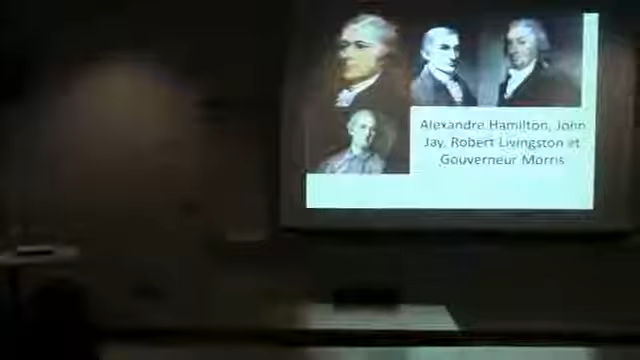 Alexandre Hamilton, John
Jay, Robert Livingston et
Gouverneur Morris